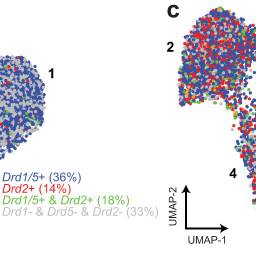 C
1
2
Drd1/5+ (36%)
Drd2+ (14%)
Drd1/5+ & Drd2+ (18%)
Drd1- & Drd5- & Drd2- (33%)
4
UMAP-2
UMAP-1